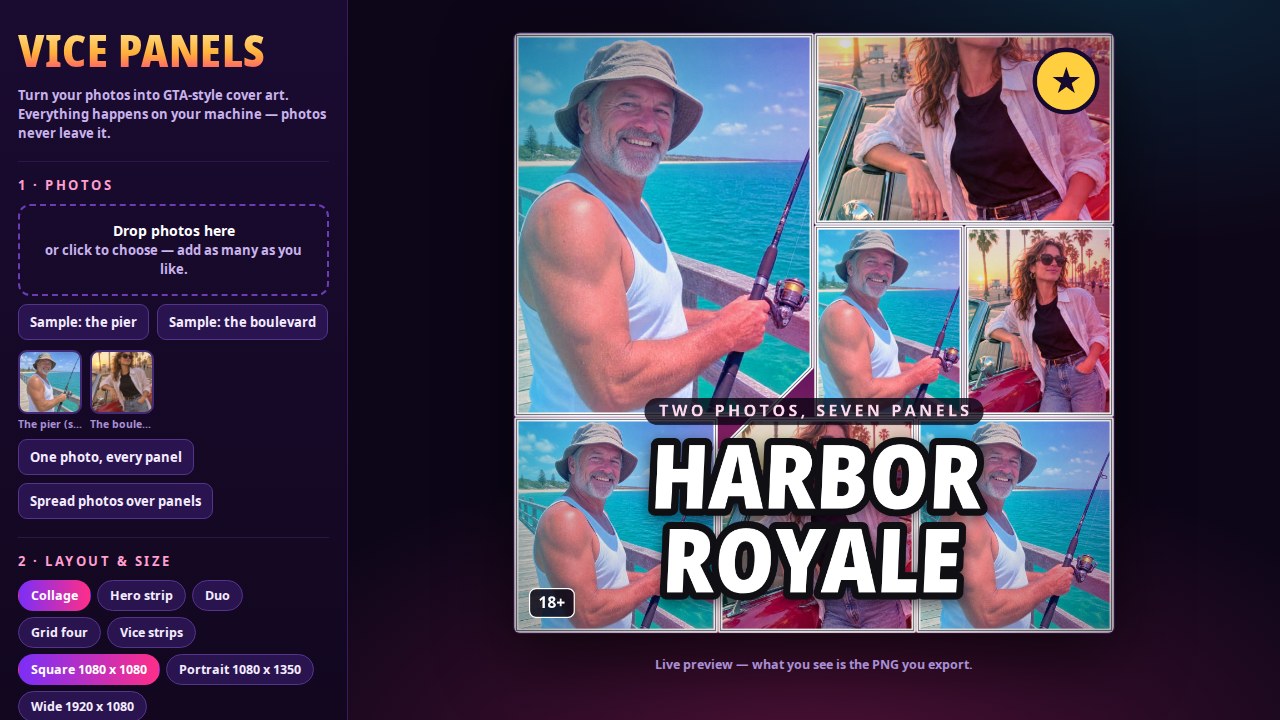 VICE PANELS
Turn your photos into GTA-style cover art.
Everything happens on your machine — photos
never leave it.
1 · PHOTOS
Drop photos here
or click to choose — add as many as you
like.
Sample: the pier
Sample: the boulevard
The pier (s...
The boule...
One photo, every panel
Spread photos over panels
2 · LAYOUT & SIZE
Collage
Hero strip
Duo
Grid four
Vice strips
Square 1080 x 1080
Portrait 1080 x 1350
Wide 1920 x 1080
TWO PHOTOS, SEVEN PANELS
HARBOR
ROYALE
18+
Live preview — what you see is the PNG you export.